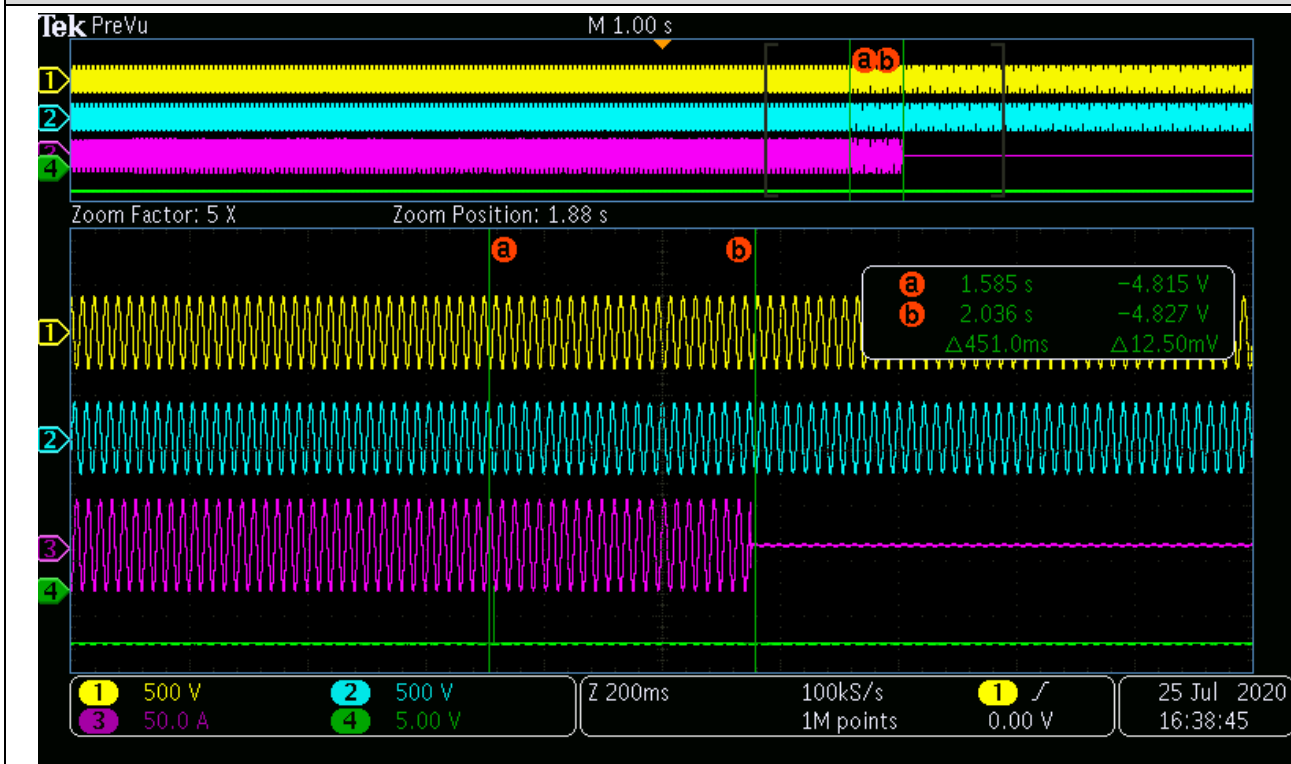 Tek PreVu M 1.00 s
a b
1
2
3
4
Zoom Factor: 5 X Zoom Position: 1.88 s
a b
a 1.585 s −4.815 V
b 2.036 s −4.827 V
△451.0ms △12.50mV
1
2
3
4
1 500 V 2 500 V Z 200ms 100kS/s 1 25 Jul 2020
3 50.0 A 4 5.00 V 1M points 0.00 V 16:38:45